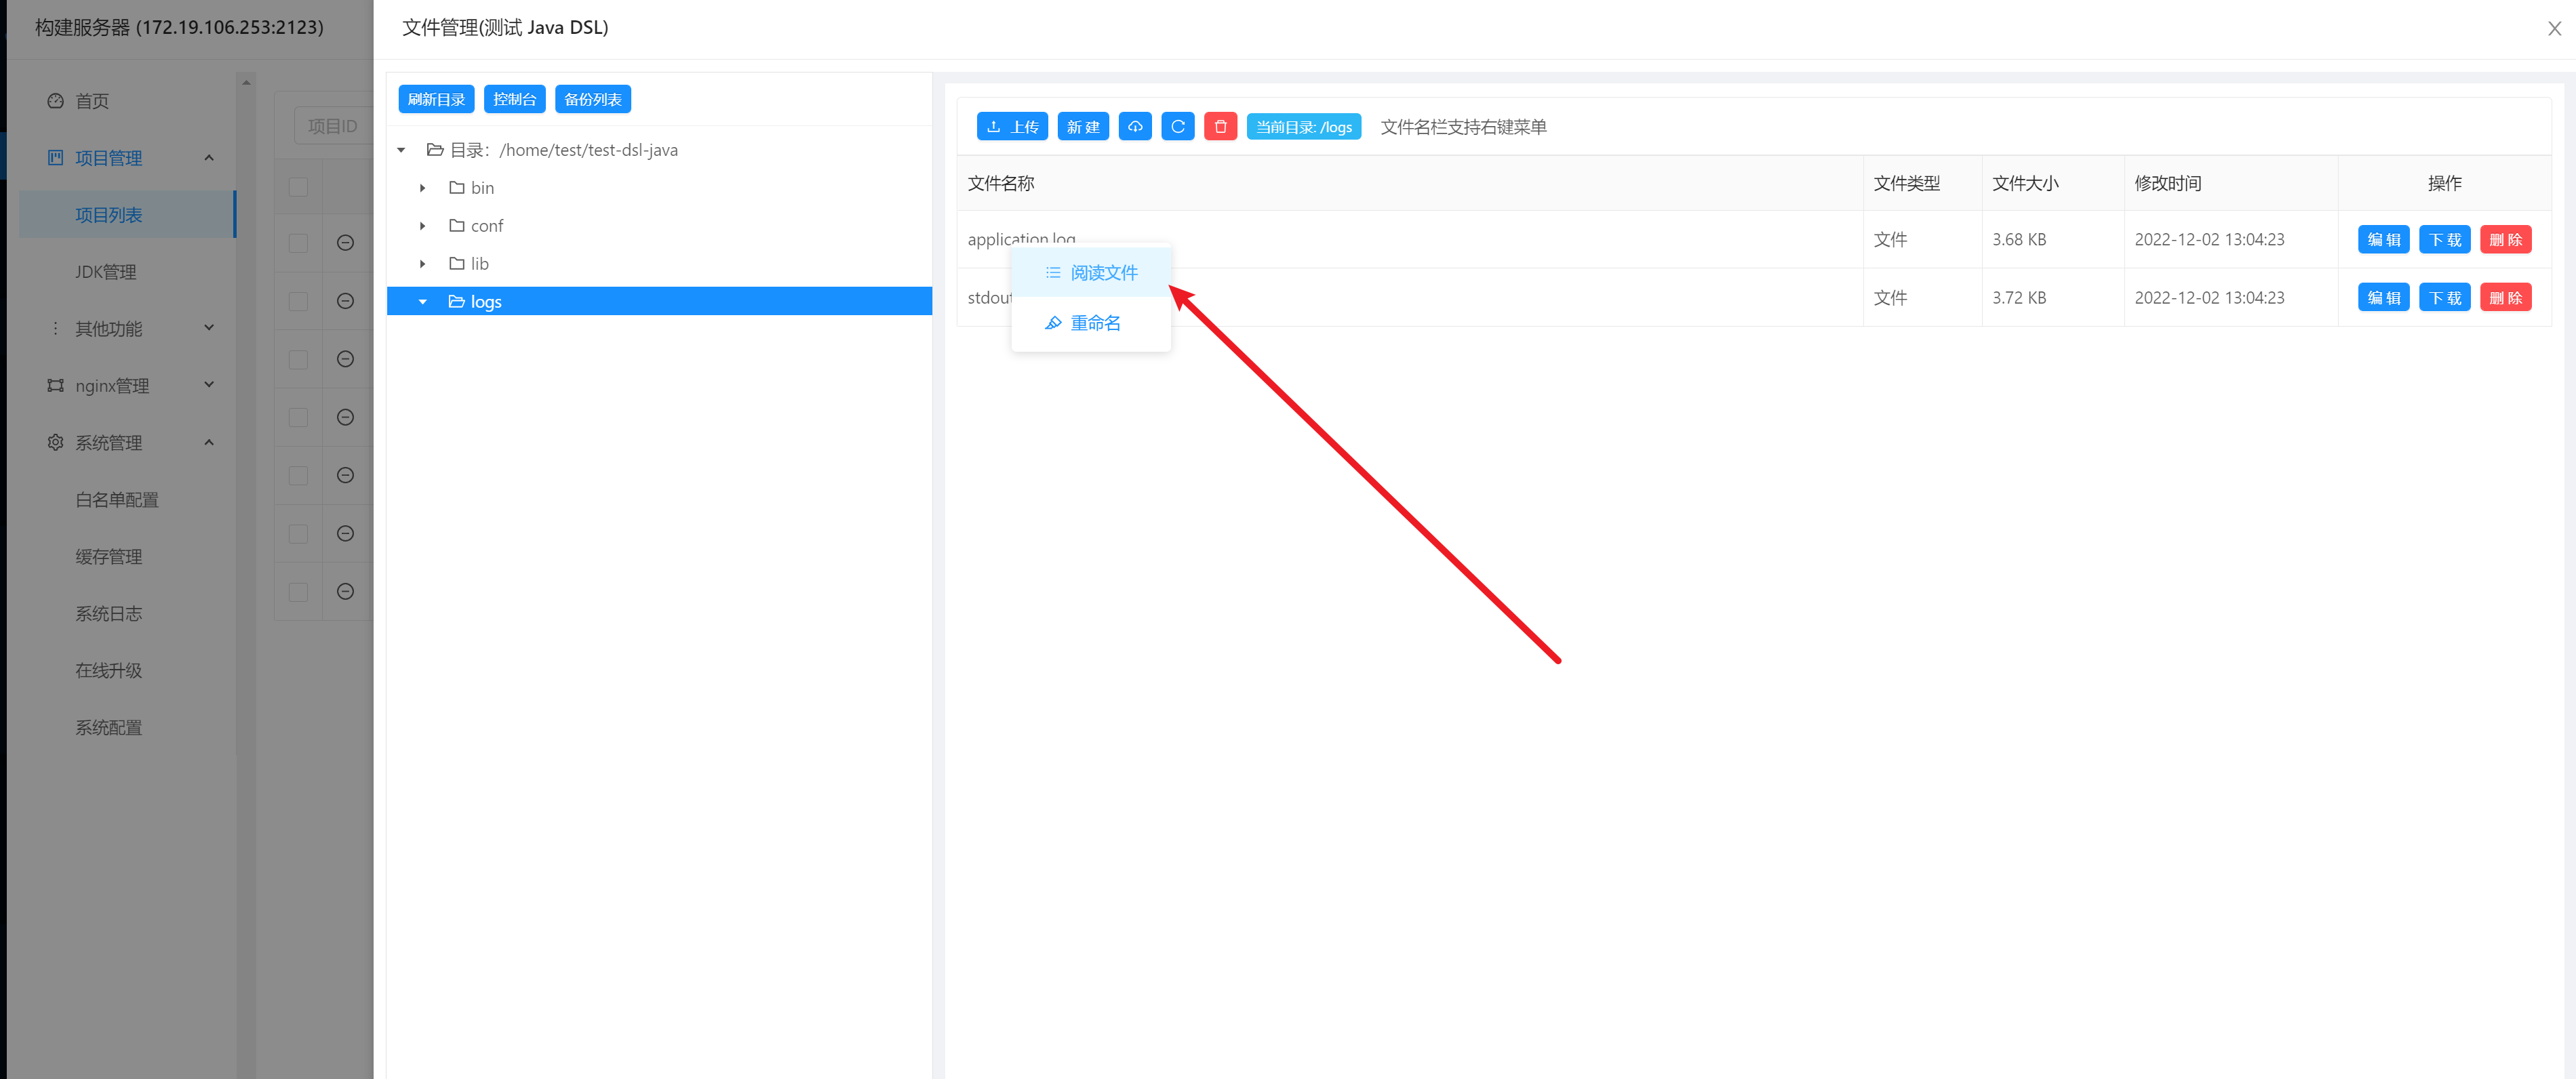 构建服务器 (172.19.106.253:2123)
首页
项目管理
项目列表
JDK管理
其他功能
nginx管理
系统管理
白名单配置
缓存管理
系统日志
在线升级
系统配置
项目ID
文件管理(测试 Java DSL)
刷新目录 控制台 备份列表
目录：/home/test/test-dsl-java
bin
conf
lib
logs
上传 新建 当前目录: /logs 文件名栏支持右键菜单
文件名称 文件类型 文件大小 修改时间 操作
application.log 文件 3.68 KB 2022-12-02 13:04:23 编辑 下载 删除
stdout 文件 3.72 KB 2022-12-02 13:04:23 编辑 下载 删除
阅读文件
重命名